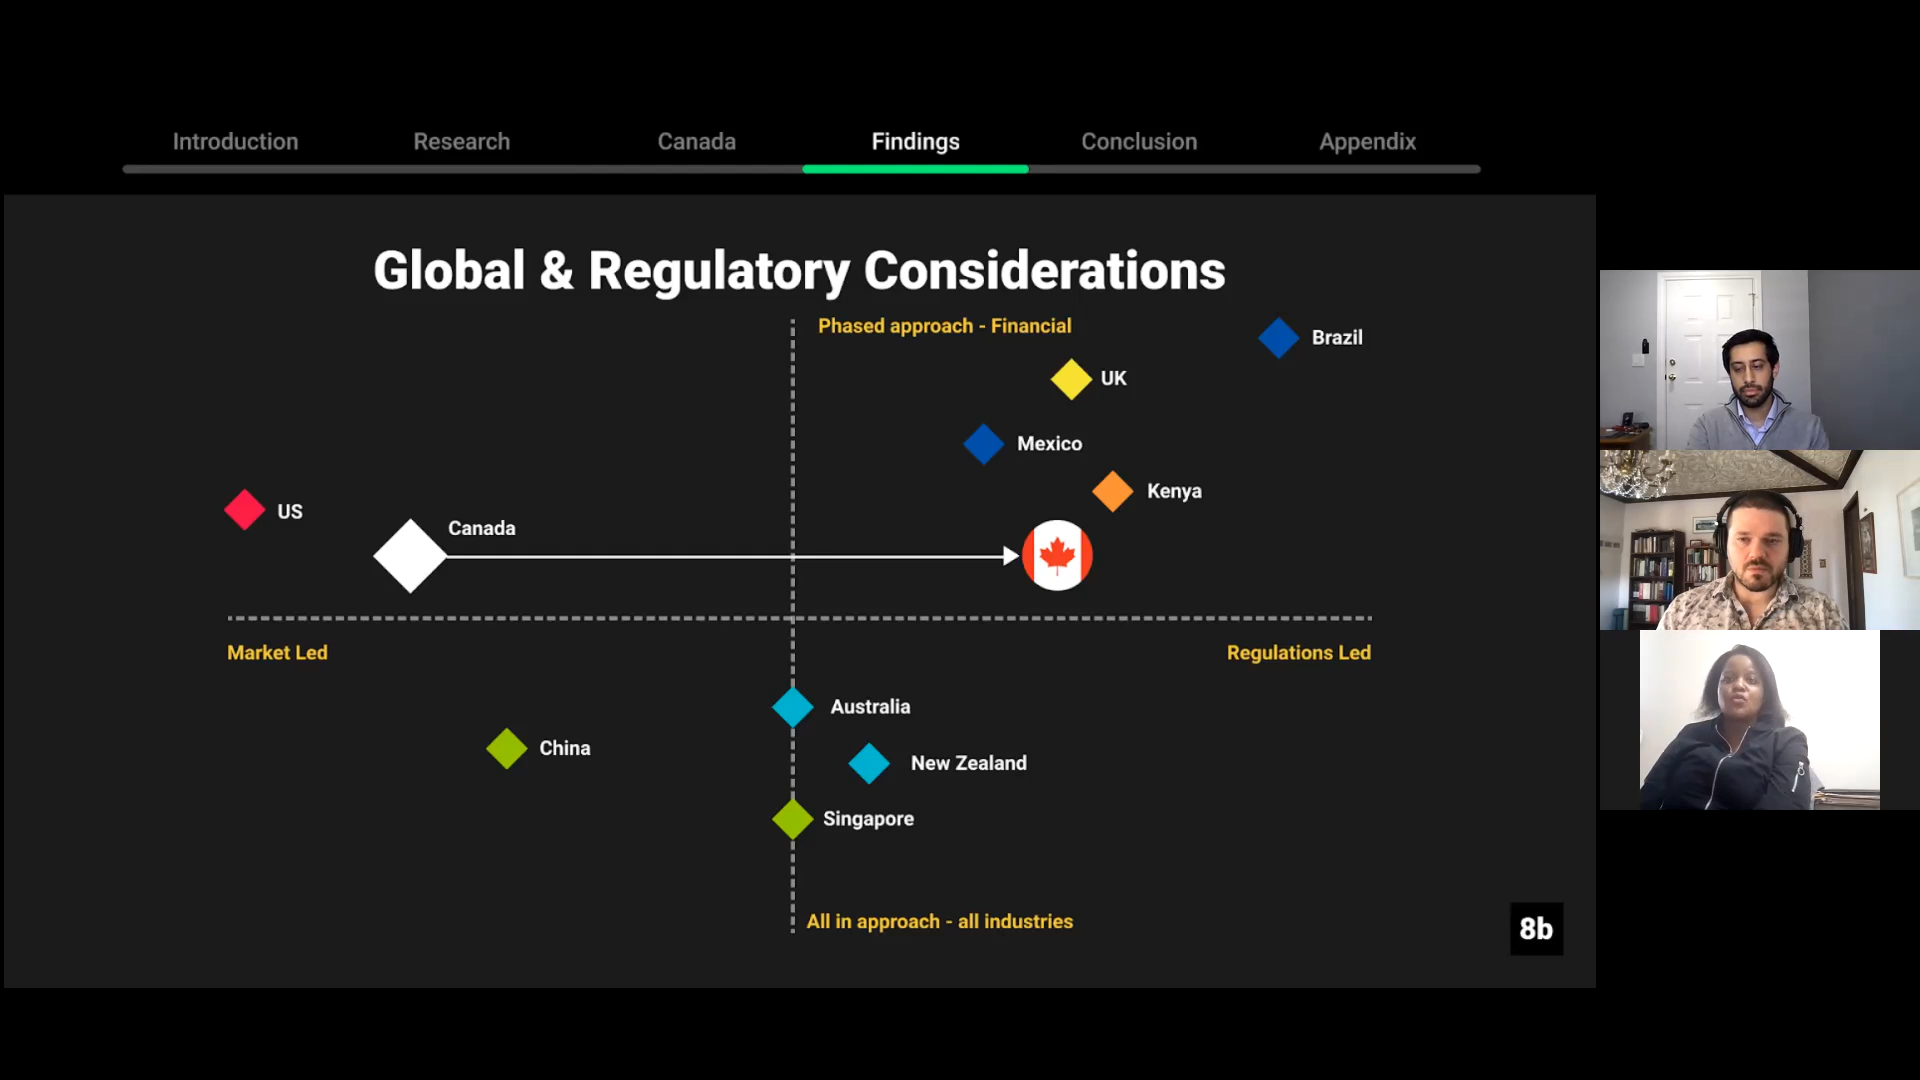 Introduction
Research
Canada
Findings
Conclusion
Appendix
Global & Regulatory Considerations
Phased approach - Financial
Brazil
UK
Mexico
Kenya
US
Canada
Market Led
Regulations Led
Australia
China
New Zealand
Singapore
All in approach - all industries
8b